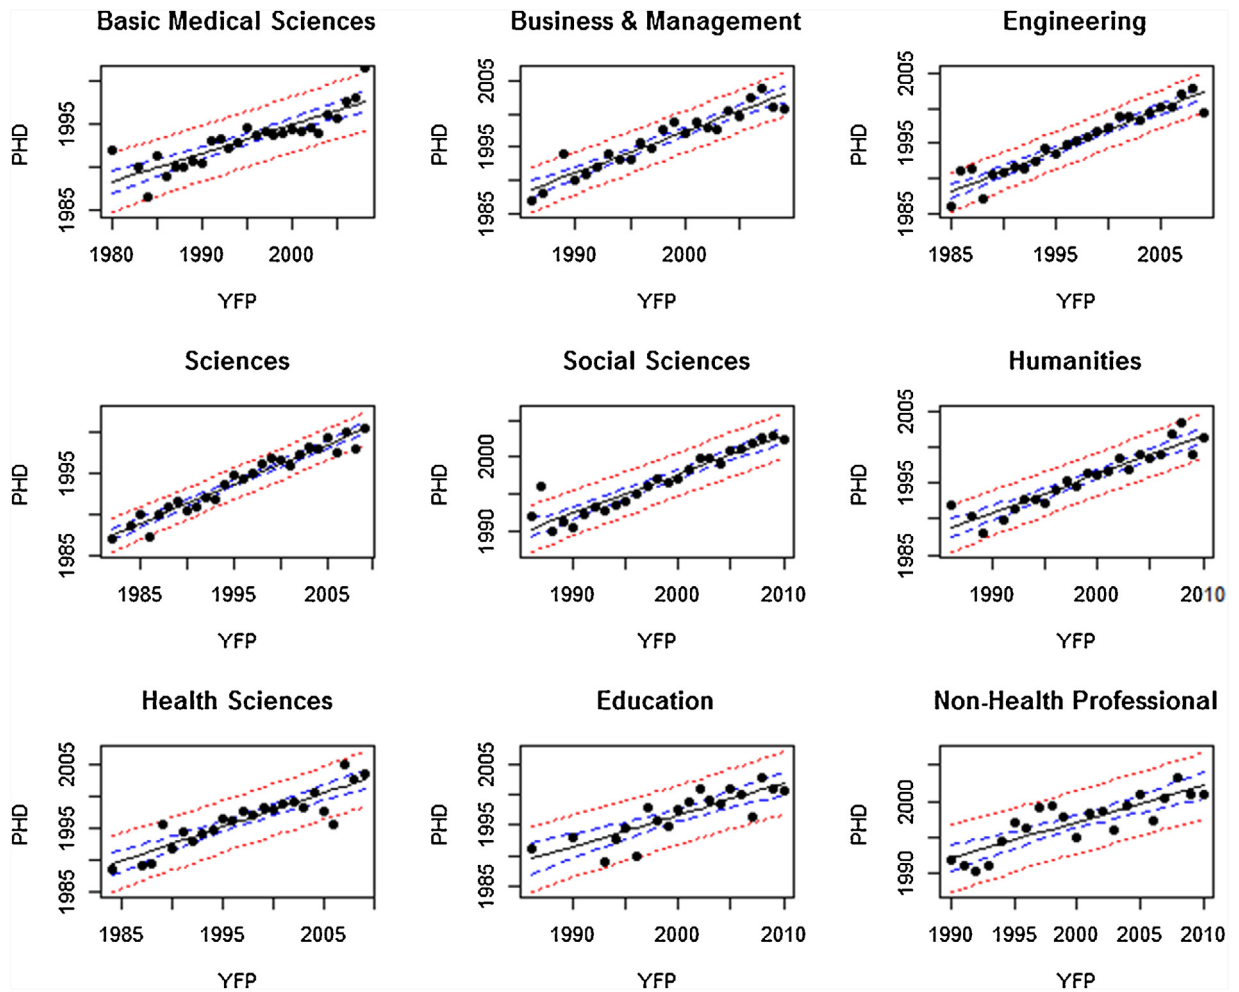 Basic Medical Sciences
Business & Management
Engineering
PHD
1995
1985
1980 1990 2000
YFP
PHD
2005
1995
1985
1990 2000
YFP
PHD
2005
1995
1985
1985 1995 2005
YFP
Sciences
Social Sciences
Humanities
PHD
1995
1985
1985 1995 2005
YFP
PHD
2000
1990
1990 2000 2010
YFP
PHD
2005
1995
1985
1990 2000 2010
YFP
Health Sciences
Education
Non-Health Professional
PHD
2005
1995
1985
1985 1995 2005
YFP
PHD
2005
1995
1985
1990 2000 2010
YFP
PHD
2000
1990
1990 1995 2000 2005 2010
YFP